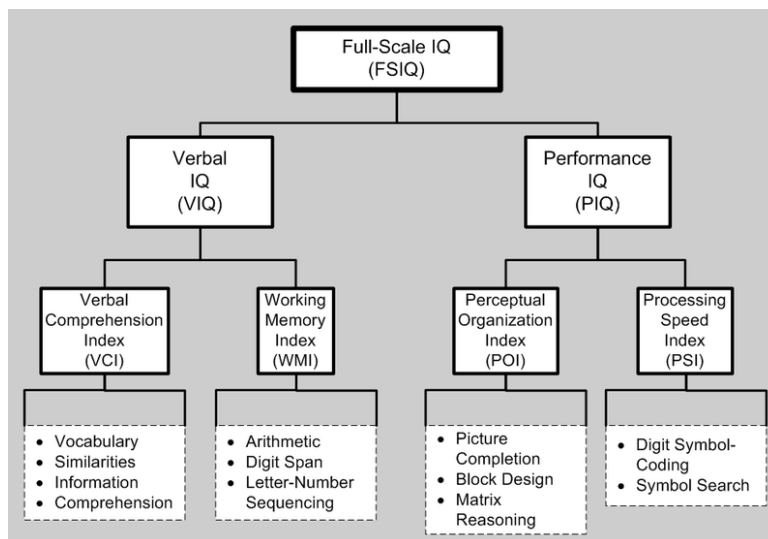 Full-Scale IQ
(FSIQ)
Verbal
IQ
(VIQ)
Performance
IQ
(PIQ)
Verbal
Comprehension
Index
(VCI)
Working
Memory
Index
(WMI)
Perceptual
Organization
Index
(POI)
Processing
Speed
Index
(PSI)
• Vocabulary
• Similarities
• Information
• Comprehension
• Arithmetic
• Digit Span
• Letter-Number
Sequencing
• Picture
Completion
• Block Design
• Matrix
Reasoning
• Digit Symbol-
Coding
• Symbol Search